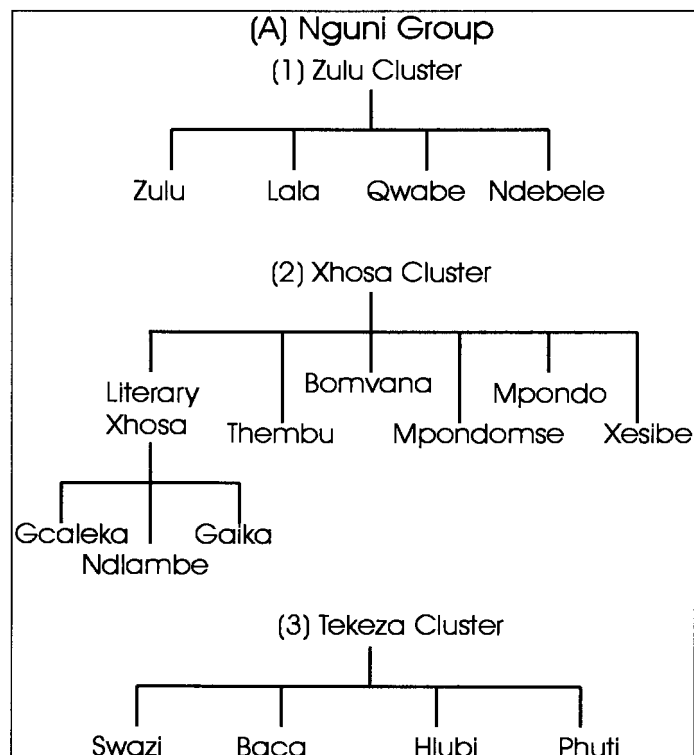 (A) Nguni Group
(1) Zulu Cluster
Zulu Lala Qwabe Ndebele
(2) Xhosa Cluster
Literary
Xhosa
Thembu Bomvana Mpondomse Mpondo Xesibe
Gcaleka Ndlambe Gaika
(3) Tekeza Cluster
Swazi Baca Hlubi Phuti